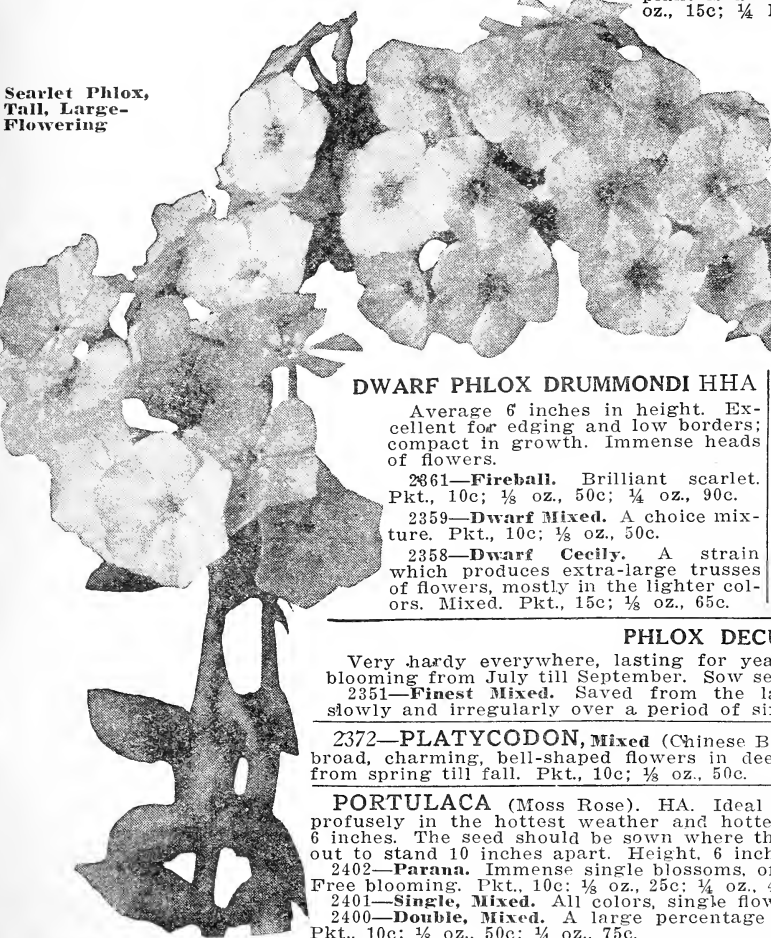 oz., 15c; ¼
Scarlet Phlox,
Tall, Large-
Flowering
DWARF PHLOX DRUMMONDI HHA
Average 6 inches in height. Ex-
cellent for edging and low borders;
compact in growth. Immense heads
of flowers.
2361—Fireball. Brilliant scarlet.
Pkt., 10c; ⅛ oz., 50c; ¼ oz., 90c.
2359—Dwarf Mixed. A choice mix-
ture. Pkt., 10c; ⅛ oz., 50c.
2358—Dwarf Cecily. A strain
which produces extra-large trusses
of flowers, mostly in the lighter col-
ors. Mixed. Pkt., 15c; ⅛ oz., 65c.
PHLOX DECU
Very hardy everywhere, lasting for yea
blooming from July till September. Sow se
2351—Finest Mixed. Saved from the la
slowly and irregularly over a period of si
2372—PLATYCODON, Mixed (Chinese B
broad, charming, bell-shaped flowers in dee
from spring till fall. Pkt., 10c; ⅛ oz., 50c.
PORTULACA (Moss Rose). HA. Ideal
profusely in the hottest weather and hotte
6 inches. The seed should be sown where th
out to stand 10 inches apart. Height, 6 inch
2402—Parana. Immense single blossoms, o
Free blooming. Pkt., 10c; ⅛ oz., 25c; ¼ oz., 4
2401—Single, Mixed. All colors, single flow
2400—Double, Mixed. A large percentage
Pkt., 10c; ⅛ oz., 50c; ¼ oz., 75c.